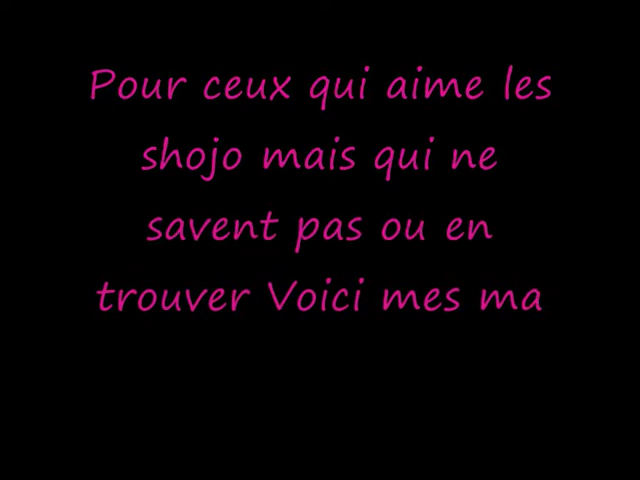 Pour ceux qui aime les
shojo mais qui ne
savent pas ou en
trouver Voici mes ma